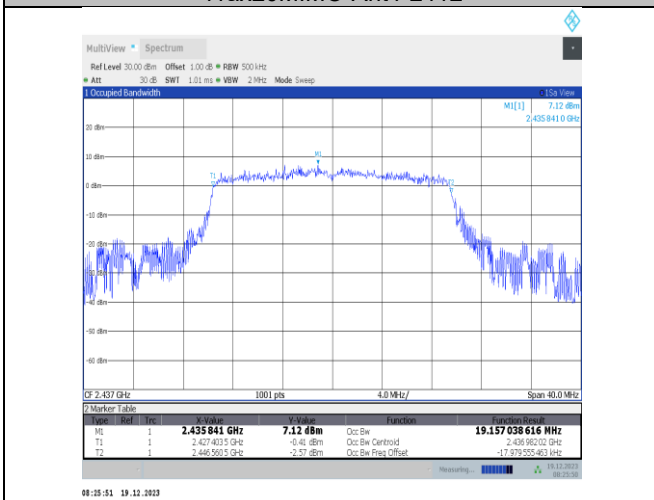 MultiView Spectrum
Ref Level 30.00 dBm Offset 1.00 dB RBW 500 kHz
Att 30 dB SWT 1.01 ms VBW 2 MHz Mode Sweep
1 Occupied Bandwidth 1Sa View
M1[1] 7.12 dBm
2.435 841 0 GHz
20 dBm
10 dBm
M1
T1
T2
0 dBm
-10 dBm
-20 dBm
-40 dBm
-50 dBm
-60 dBm
CF 2.437 GHz 1001 pts 4.0 MHz/ Span 40.0 MHz
2 Marker Table
Type Ref Trc X-Value Y-Value Function Function Result
M1 1 2.435 841 GHz 7.12 dBm Occ Bw 19.157 038 616 MHz
T1 1 2.427 403 5 GHz -0.41 dBm Occ Bw Centroid 2.436 982 02 GHz
T2 1 2.446 560 5 GHz -2.57 dBm Occ Bw Freq Offset -17.979 555 463 kHz
Measuring... 19.12.2023
08:25:50
08:25:51 19.12.2023